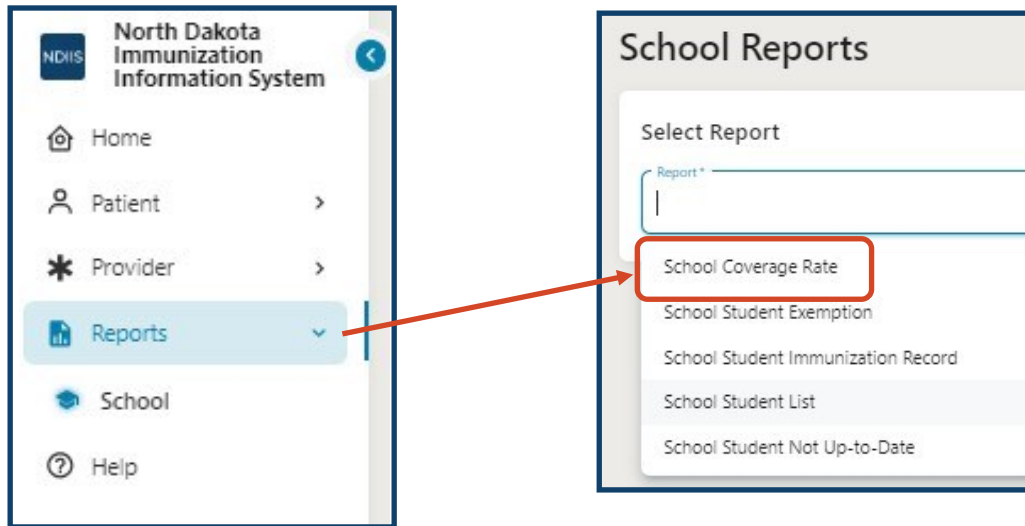 NDIIS
North Dakota
Immunization
Information System
Home
Patient
Provider
Reports
School
Help
School Reports
Select Report
Report*
School Coverage Rate
School Student Exemption
School Student Immunization Record
School Student List
School Student Not Up-to-Date